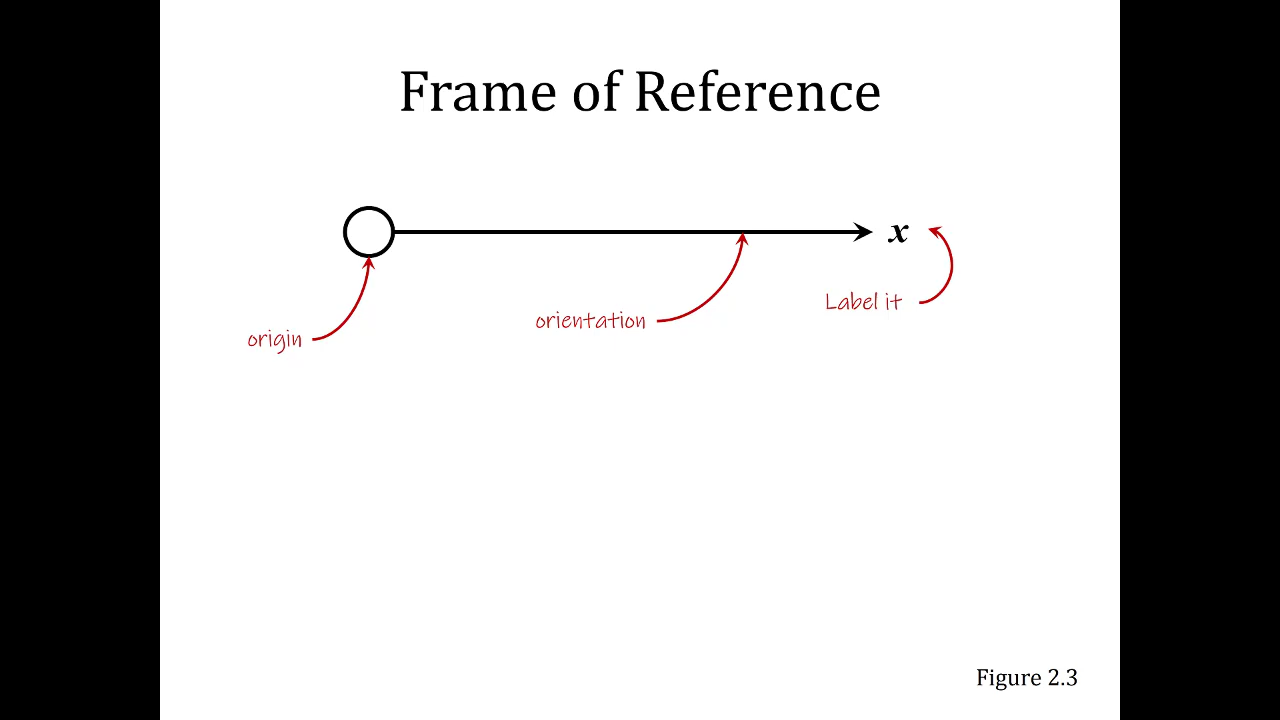 Frame of Reference
x
Label it
orientation
origin
Figure 2.3